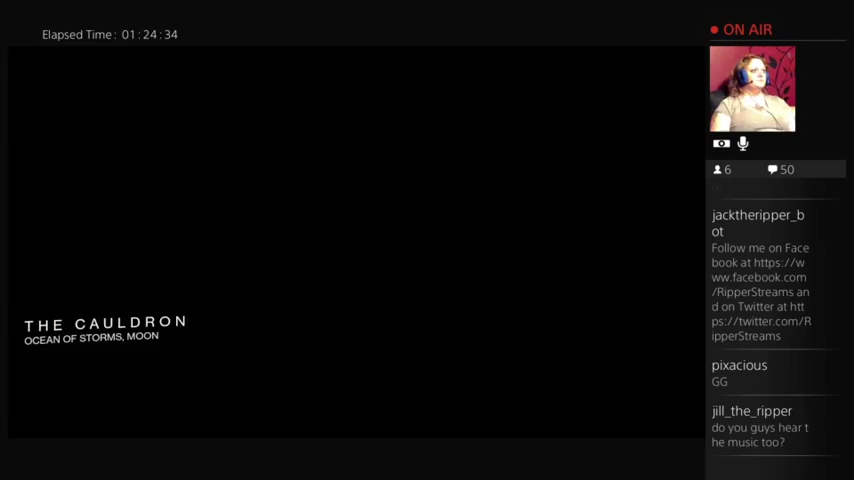 Elapsed Time: 01:24:34
ON AIR
6 50
jacktheripper_b
ot
Follow me on Face
book at https://w
ww.facebook.com
/RipperStreams an
d on Twitter at htt
ps://twitter.com/R
ipperStreams
THE CAULDRON
OCEAN OF STORMS, MOON
pixacious
GG
jill_the_ripper
do you guys hear t
he music too?